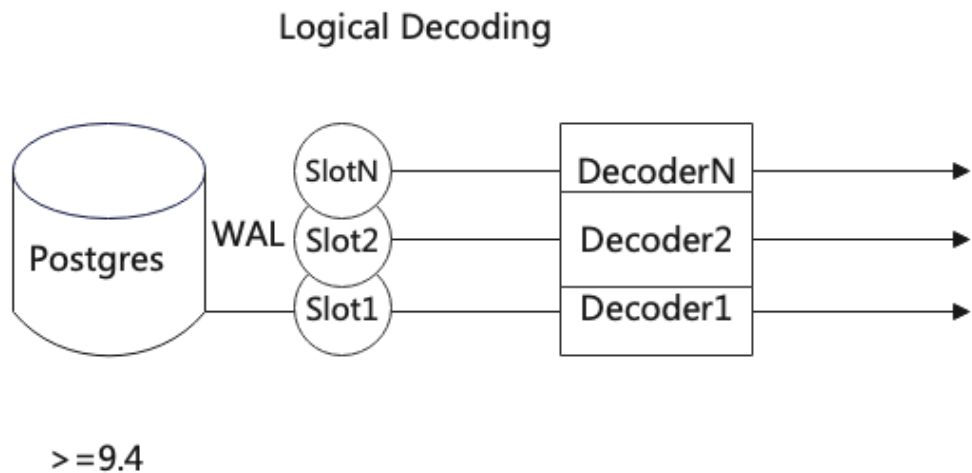 Logical Decoding
SlotN
DecoderN
WAL
Slot2
Decoder2
Postgres
Slot1
Decoder1
>=9.4